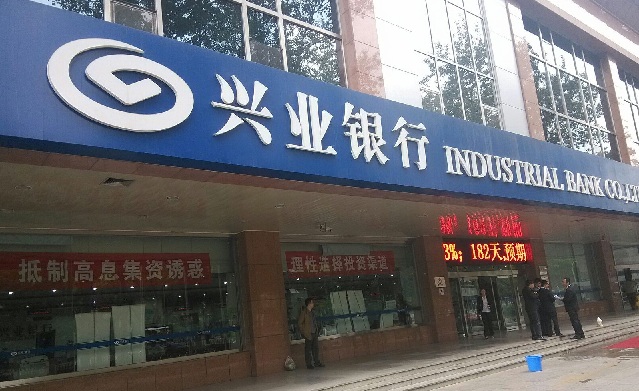 兴业银行 INDUSTRIAL BANK CO.,LTD
抵制高息集资诱惑
理性选择投资渠道
3%; 182天,预期